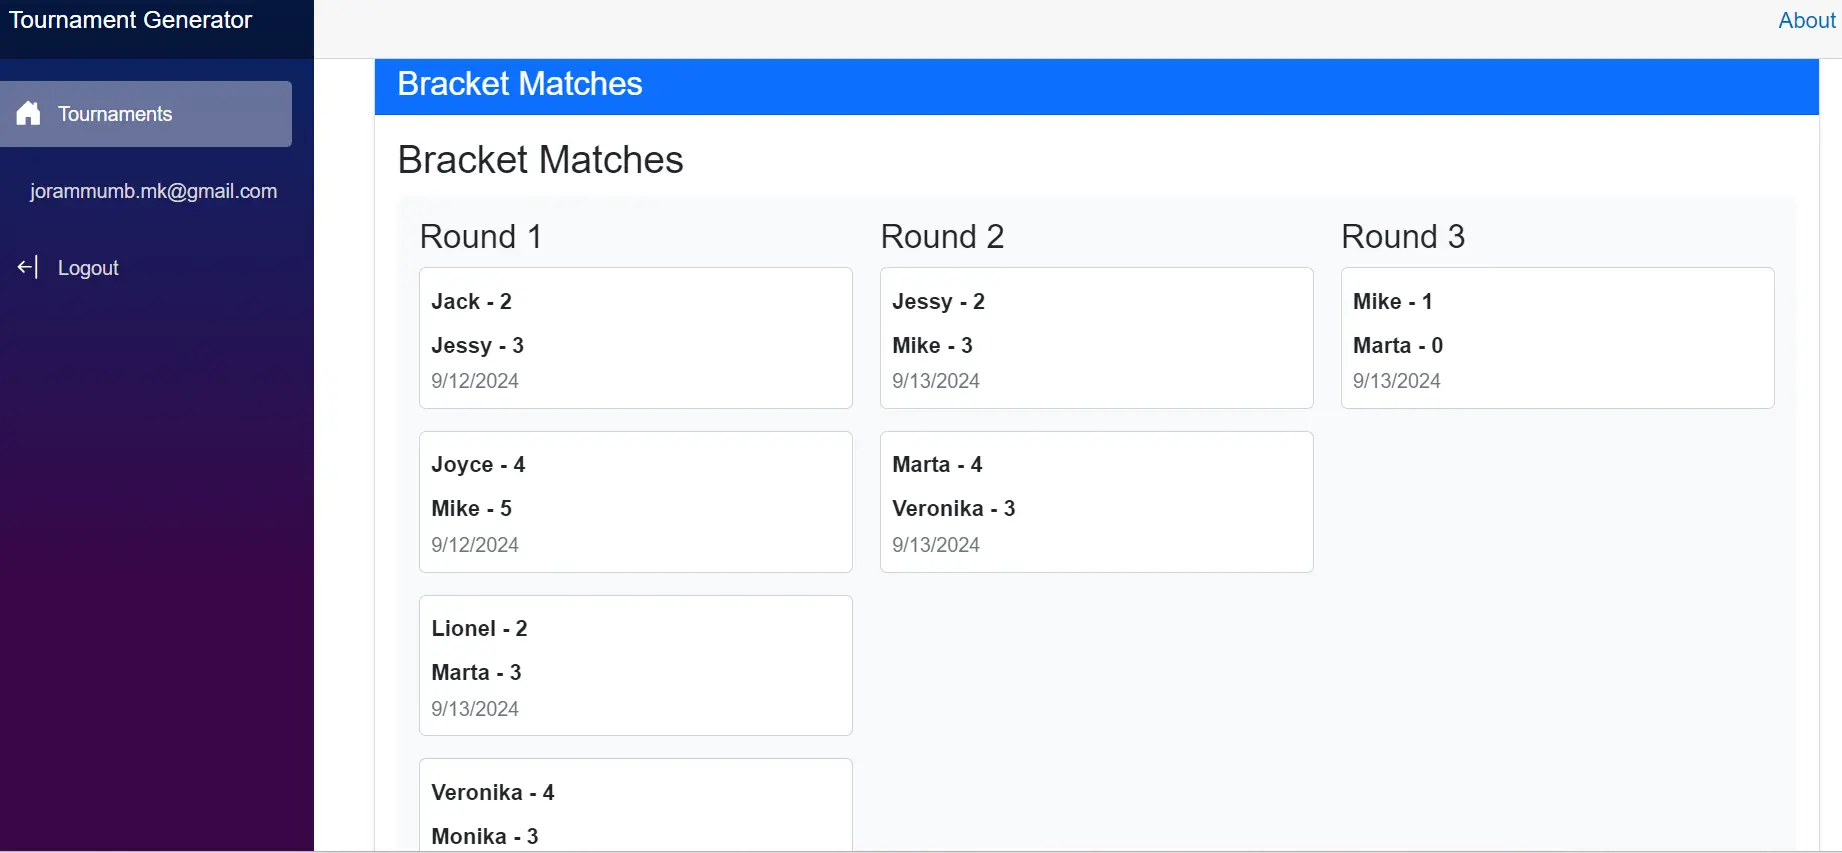 Tournament Generator
About
Tournaments
jorammumb.mk@gmail.com
Logout
Bracket Matches
Bracket Matches
Round 1
Jack - 2
Jessy - 3
9/12/2024
Joyce - 4
Mike - 5
9/12/2024
Lionel - 2
Marta - 3
9/13/2024
Veronika - 4
Monika - 3
Round 2
Jessy - 2
Mike - 3
9/13/2024
Marta - 4
Veronika - 3
9/13/2024
Round 3
Mike - 1
Marta - 0
9/13/2024